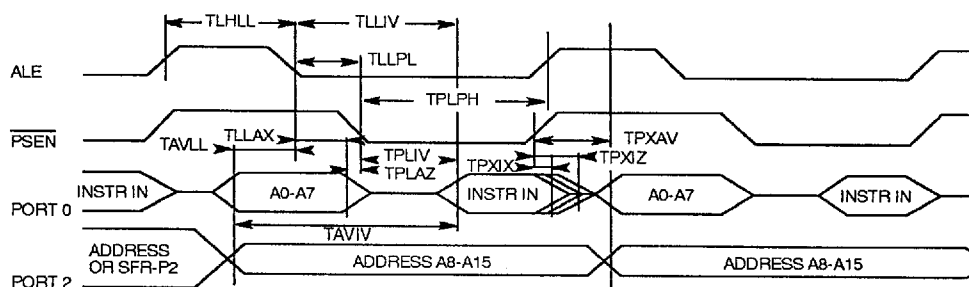 TLHLL TLLIV
TLLPL
ALE
TPLPH
PSEN
TAVLL TLLAX TPXAV
TPLIV TPXIZ
TPLAZ TPXIX
INSTR IN A0-A7 INSTR IN A0-A7 INSTR IN
PORT 0
TAVIV
ADDRESS
OR SFR-P2 ADDRESS A8-A15 ADDRESS A8-A15
PORT 2